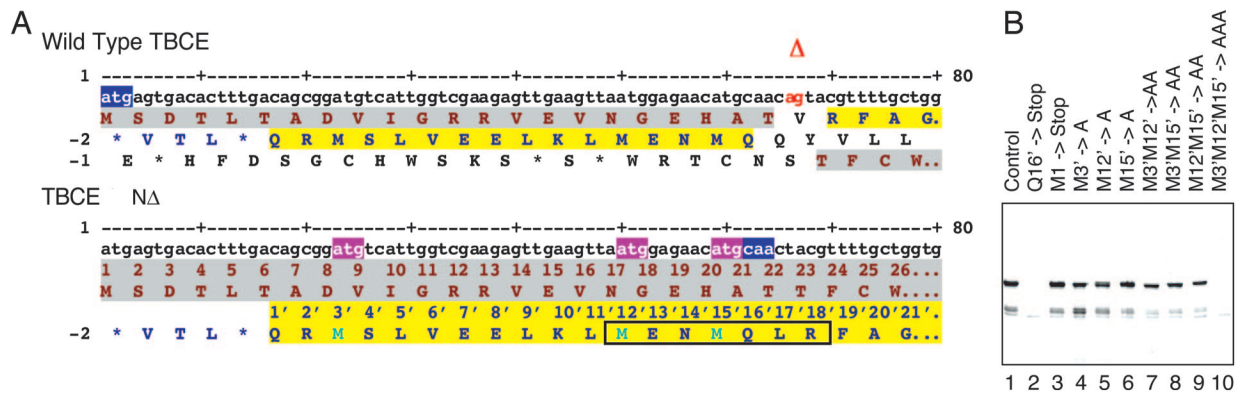 A
Wild Type TBCE
Δ
1 ---------+---------+---------+---------+---------+---------+---------+---------+ 80
atgagtgacactttgacagcggatgtcattggtcgaagagttgaagttaatggagaacatgcaacagtacgttttgctgg
M S D T L T A D V I G R R V E V N G E H A T V R F A G.
-2 * V T L * Q R M S L V E E L K L M E N M Q Q Y V L L
-1 E * H F D S G C H W S K S * S * W R T C N S T F C W..
TBCE NΔ
1 ---------+---------+---------+---------+---------+---------+---------+---------+ 80
atgagtgacactttgacagcggatgtcattggtcgaagagttgaagttaatggagaacatgcaactacgttttgctggtg
1 2 3 4 5 6 7 8 9 10 11 12 13 14 15 16 17 18 19 20 21 22 23 24 25 26...
M S D T L T A D V I G R R V E V N G E H A T T F C W....
1' 2' 3' 4' 5' 6' 7' 8' 9' 10'11'12'13'14'15'16'17'18'19'20'21'.
-2 * V T L * Q R M S L V E E L K L M E N M Q L R F A G...
B
Control
Q16' -> Stop
M1 -> Stop
M3' -> A
M12' -> A
M15' -> A
M3'M12' ->AA
M3'M15' -> AA
M12'M15' -> AA
M3'M12'M15' -> AAA
1 2 3 4 5 6 7 8 9 10